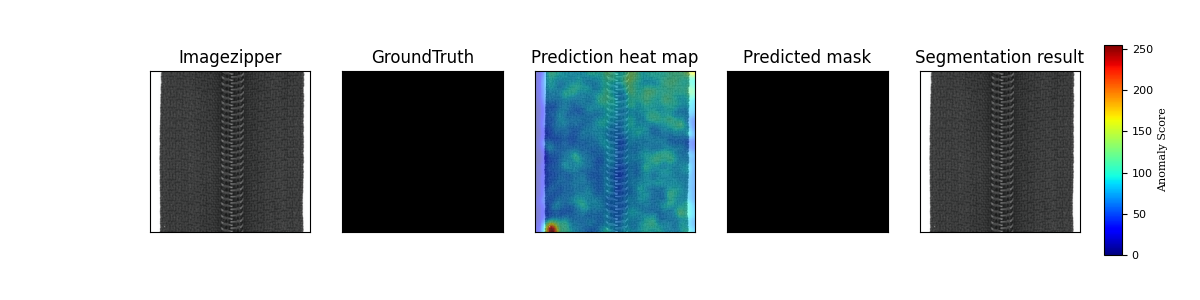 Imagezipper
GroundTruth
Prediction heat map
Predicted mask
Segmentation result
250
200
150
100
50
0
Anomaly Score